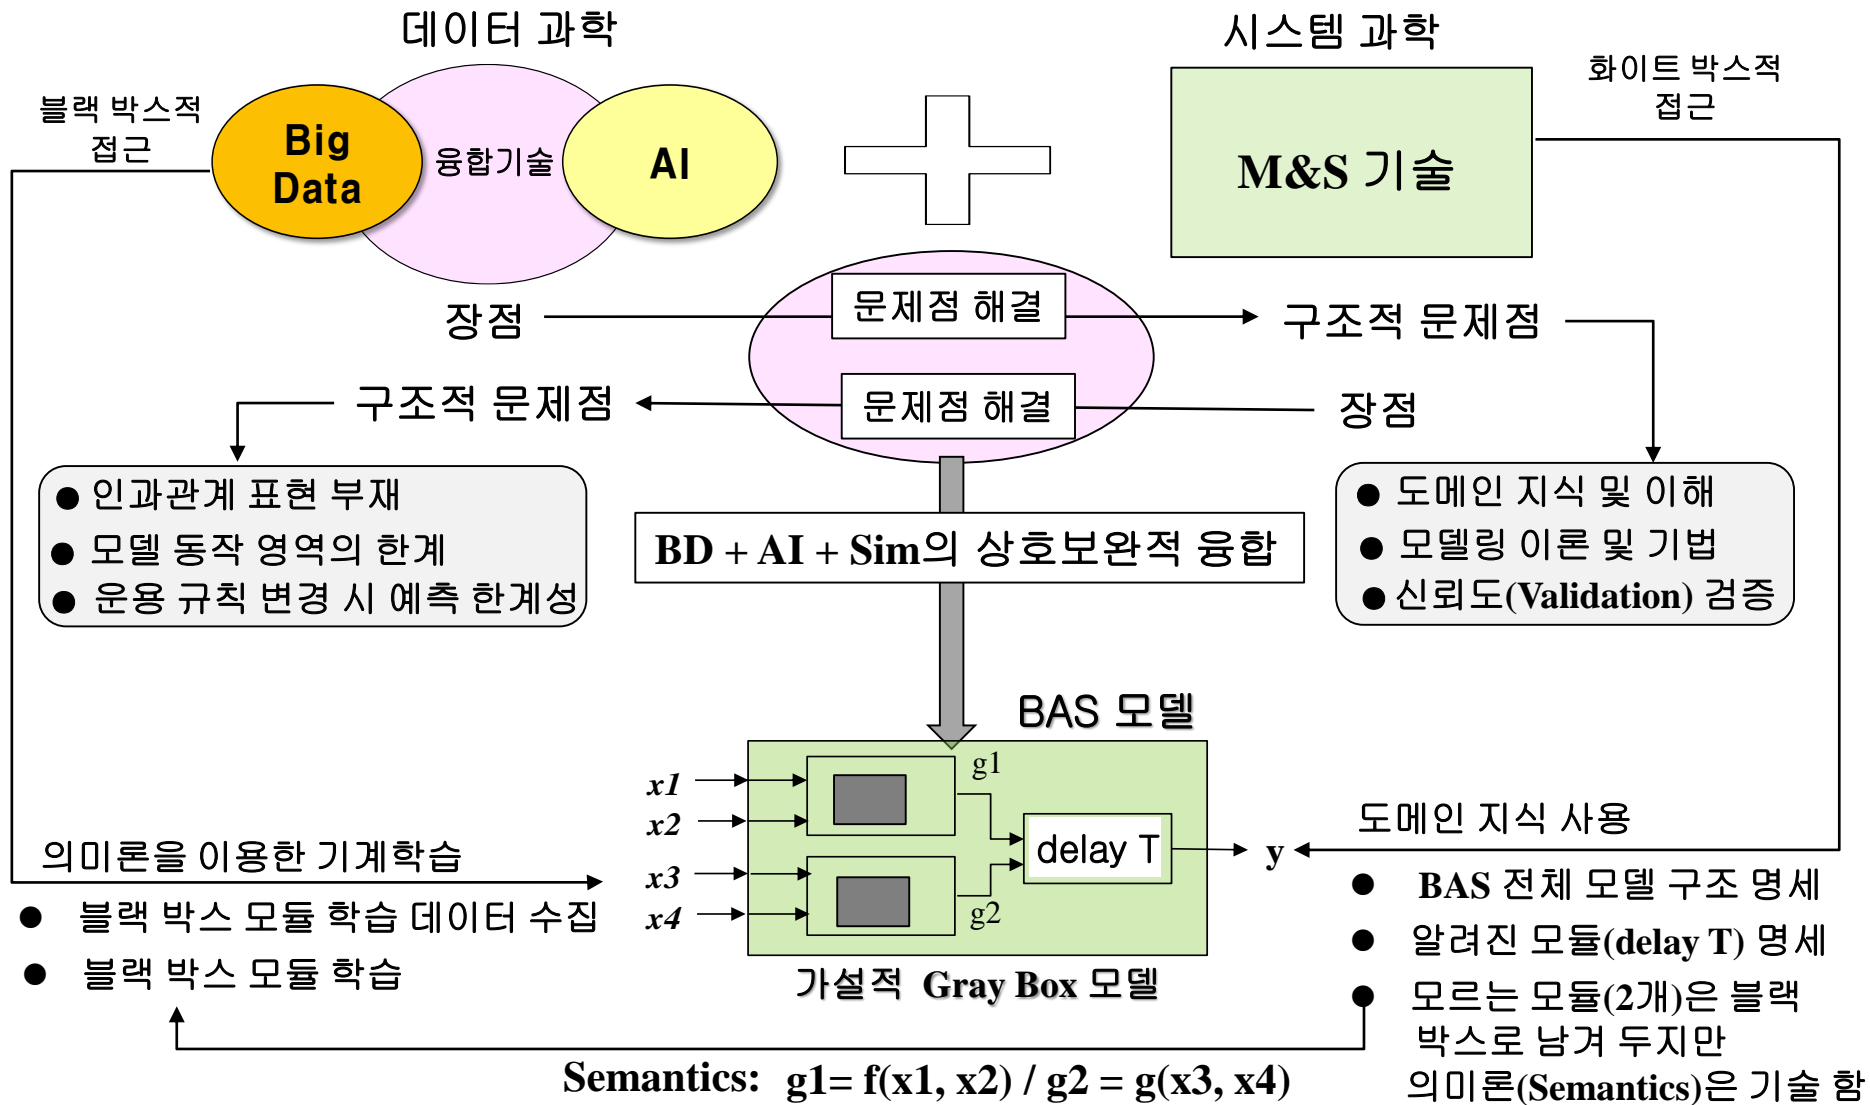 데이터 과학
시스템 과학
블랙 박스적
접근
Big
Data
융합기술
AI
M&S 기술
화이트 박스적
접근
장점
문제점 해결
구조적 문제점
구조적 문제점
문제점 해결
장점
● 인과관계 표현 부재
● 모델 동작 영역의 한계
● 운용 규칙 변경 시 예측 한계성
BD + AI + Sim의 상호보완적 융합
● 도메인 지식 및 이해
● 모델링 이론 및 기법
● 신뢰도(Validation) 검증
BAS 모델
x1
x2
x3
x4
g1
g2
delay T
y
가설적 Gray Box 모델
의미론을 이용한 기계학습
● 블랙 박스 모듈 학습 데이터 수집
● 블랙 박스 모듈 학습
도메인 지식 사용
● BAS 전체 모델 구조 명세
● 알려진 모듈(delay T) 명세
● 모르는 모듈(2개)은 블랙
박스로 남겨 두지만
의미론(Semantics)은 기술 함
Semantics: g1= f(x1, x2) / g2 = g(x3, x4)